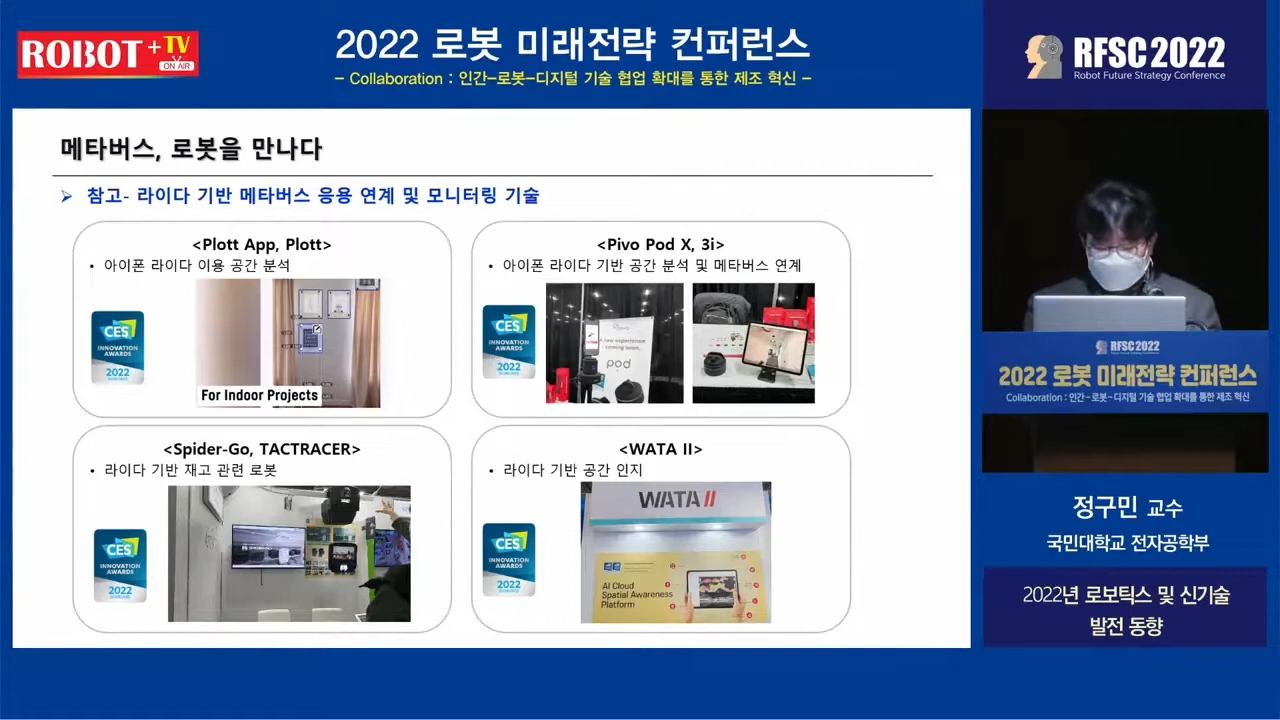 ROBOT+TV
ON AIR
2022 로봇 미래전략 컨퍼런스
– Collaboration : 인간–로봇–디지털 기술 협업 확대를 통한 제조 혁신 –
RFSC 2022
Robot Future Strategy Conference
메타버스, 로봇을 만나다
➢ 참고- 라이다 기반 메타버스 응용 연계 및 모니터링 기술
<Plott App, Plott>
• 아이폰 라이다 이용 공간 분석
CES
INNOVATION
AWARDS
2022
For Indoor Projects
<Pivo Pod X, 3i>
• 아이폰 라이다 기반 공간 분석 및 메타버스 연계
CES
INNOVATION
AWARDS
2022
pod
<Spider-Go, TACTRACER>
• 라이다 기반 재고 관련 로봇
CES
INNOVATION
AWARDS
2022
<WATA II>
• 라이다 기반 공간 인지
CES
INNOVATION
AWARDS
2022
WATA II
AI Cloud
Spatial Awareness
Platform
RFSC 2022
2022 로봇 미래전략 컨퍼런스
Collaboration : 인간-로봇-디지털 기술 협업 확대를 통한 제조 혁신
정구민 교수
국민대학교 전자공학부
2022년 로보틱스 및 신기술
발전 동향